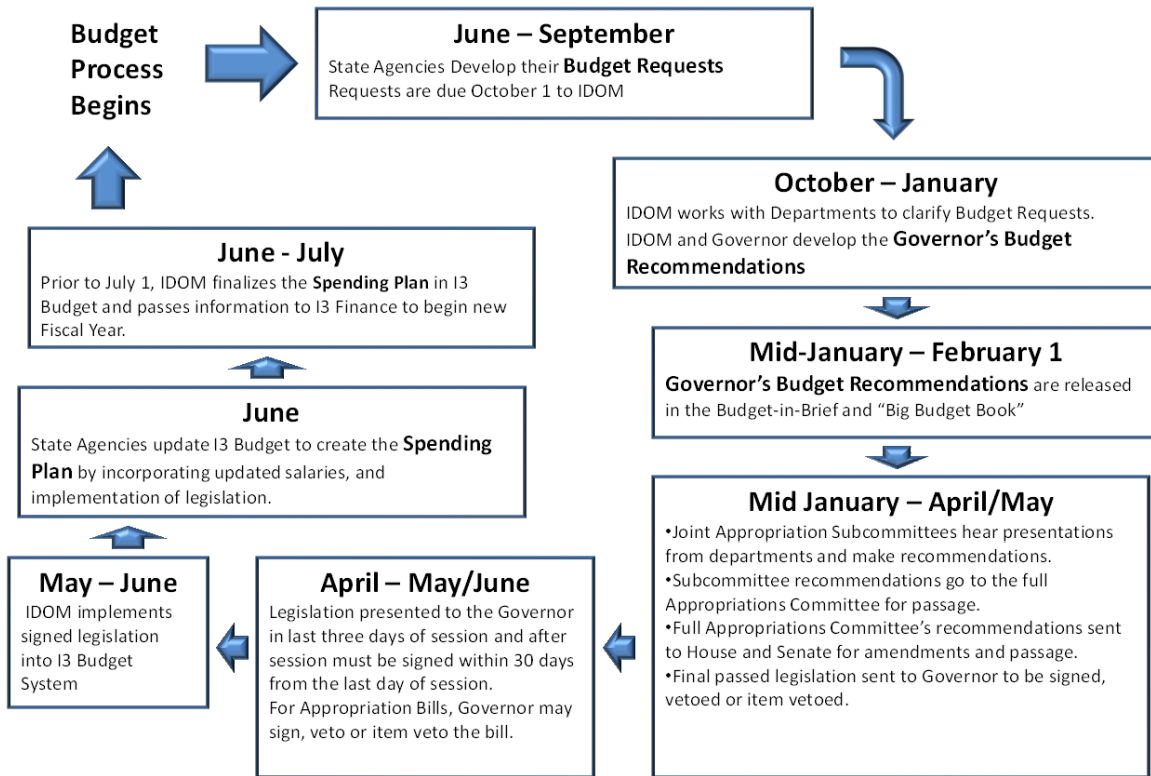 Budget
Process
Begins
June – September
State Agencies Develop their Budget Requests
Requests are due October 1 to IDOM
October – January
IDOM works with Departments to clarify Budget Requests.
IDOM and Governor develop the Governor's Budget
Recommendations
Mid-January – February 1
Governor's Budget Recommendations are released
in the Budget-in-Brief and “Big Budget Book”
Mid January – April/May
•Joint Appropriation Subcommittees hear presentations
from departments and make recommendations.
•Subcommittee recommendations go to the full
Appropriations Committee for passage.
•Full Appropriations Committee's recommendations sent
to House and Senate for amendments and passage.
•Final passed legislation sent to Governor to be signed,
vetoed or item vetoed.
April – May/June
Legislation presented to the Governor
in last three days of session and after
session must be signed within 30 days
from the last day of session.
For Appropriation Bills, Governor may
sign, veto or item veto the bill.
May – June
IDOM implements
signed legislation
into I3 Budget
System
June
State Agencies update I3 Budget to create the Spending
Plan by incorporating updated salaries, and
implementation of legislation.
June - July
Prior to July 1, IDOM finalizes the Spending Plan in I3
Budget and passes information to I3 Finance to begin new
Fiscal Year.